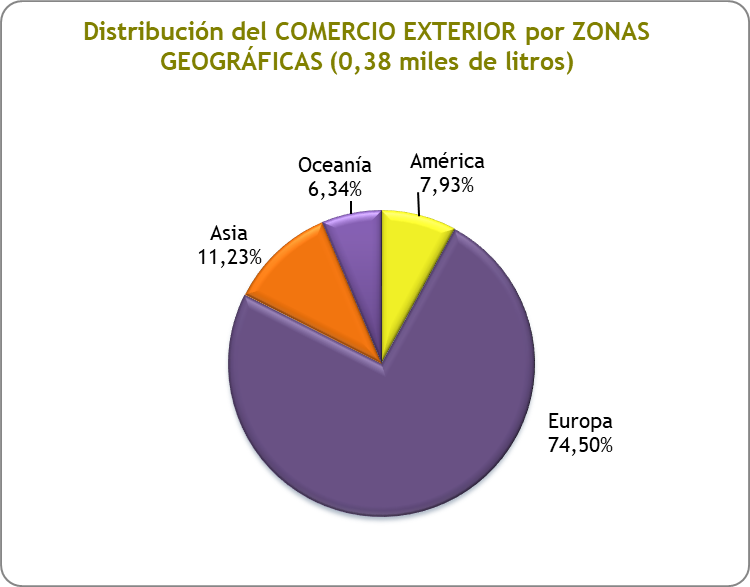 Distribución del COMERCIO EXTERIOR por ZONAS
GEOGRÁFICAS (0,38 miles de litros)
Oceanía
6,34%
América
7,93%
Asia
11,23%
Europa
74,50%